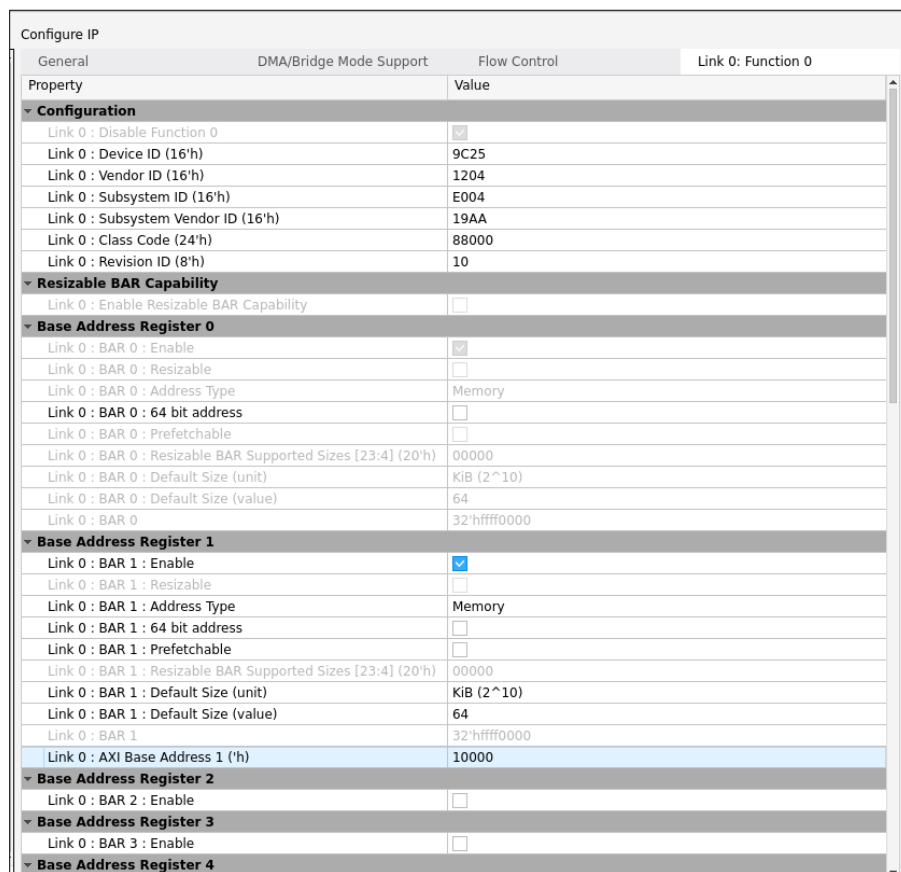 Configure IP
General DMA/Bridge Mode Support Flow Control Link 0: Function 0
Property Value
Configuration
Link 0 : Disable Function 0
Link 0 : Device ID (16'h) 9C25
Link 0 : Vendor ID (16'h) 1204
Link 0 : Subsystem ID (16'h) E004
Link 0 : Subsystem Vendor ID (16'h) 19AA
Link 0 : Class Code (24'h) 88000
Link 0 : Revision ID (8'h) 10
Resizable BAR Capability
Link 0 : Enable Resizable BAR Capability
Base Address Register 0
Link 0 : BAR 0 : Enable
Link 0 : BAR 0 : Resizable
Link 0 : BAR 0 : Address Type Memory
Link 0 : BAR 0 : 64 bit address
Link 0 : BAR 0 : Prefetchable
Link 0 : BAR 0 : Resizable BAR Supported Sizes [23:4] (20'h) 00000
Link 0 : BAR 0 : Default Size (unit) KiB (2^10)
Link 0 : BAR 0 : Default Size (value) 64
Link 0 : BAR 0 32'hffff0000
Base Address Register 1
Link 0 : BAR 1 : Enable
Link 0 : BAR 1 : Resizable
Link 0 : BAR 1 : Address Type Memory
Link 0 : BAR 1 : 64 bit address
Link 0 : BAR 1 : Prefetchable
Link 0 : BAR 1 : Resizable BAR Supported Sizes [23:4] (20'h) 00000
Link 0 : BAR 1 : Default Size (unit) KiB (2^10)
Link 0 : BAR 1 : Default Size (value) 64
Link 0 : BAR 1 32'hffff0000
Link 0 : AXI Base Address 1 ('h) 10000
Base Address Register 2
Link 0 : BAR 2 : Enable
Base Address Register 3
Link 0 : BAR 3 : Enable
Base Address Register 4